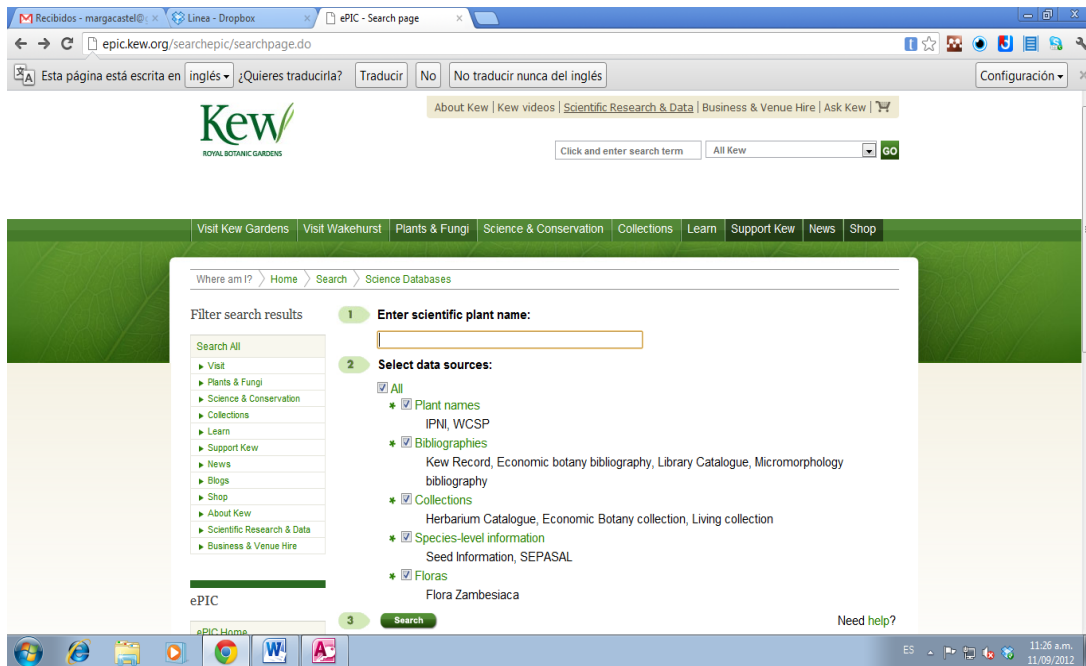 Recibidos - margacastel@g
Linea - Dropbox
ePIC - Search page
epic.kew.org/searchepic/searchpage.do
Esta página está escrita en inglés ¿Quieres traducirla? Traducir No No traducir nunca del inglés Configuración
Kew
ROYAL BOTANIC GARDENS
About Kew | Kew videos | Scientific Research & Data | Business & Venue Hire | Ask Kew |
Click and enter search term All Kew GO
Visit Kew Gardens Visit Wakehurst Plants & Fungi Science & Conservation Collections Learn Support Kew News Shop
Where am I? Home Search Science Databases
Filter search results
Search All
Visit
Plants & Fungi
Science & Conservation
Collections
Learn
Support Kew
News
Blogs
Shop
About Kew
Scientific Research & Data
Business & Venue Hire
ePIC
ePIC Home
1 Enter scientific plant name:
2 Select data sources:
All
Plant names
IPNI, WCSP
Bibliographies
Kew Record, Economic botany bibliography, Library Catalogue, Micromorphology
bibliography
Collections
Herbarium Catalogue, Economic Botany collection, Living collection
Species-level information
Seed Information, SEPASAL
Floras
Flora Zambesiaca
3 Search
Need help?
ES 11:26 a.m.
11/09/2012